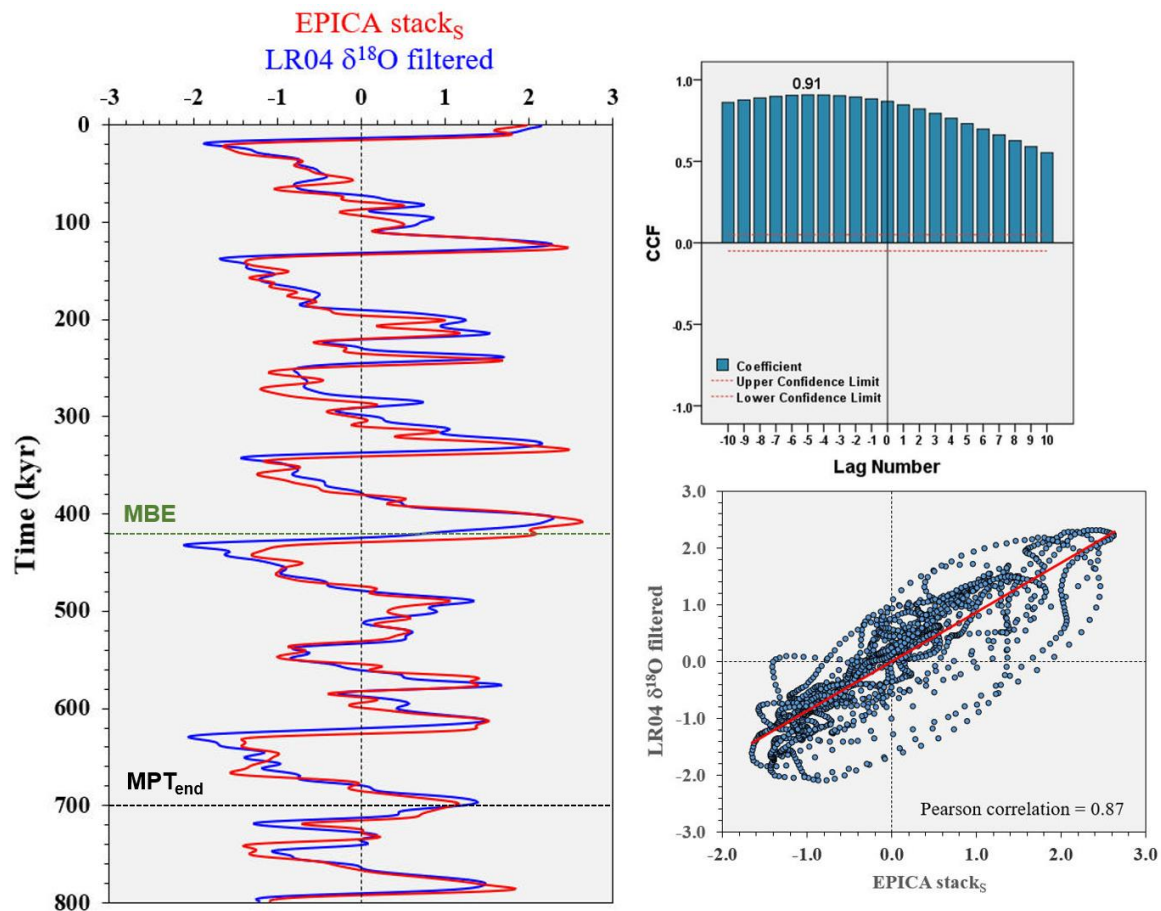 EPICA stackS
LR04 δ18O filtered
-3 -2 -1 0 1 2 3
0
100
200
300
400
500
600
700
800
Time (kyr)
MBE
MPTend
1.0
0.5
0.0
-0.5
-1.0
CCF
0.91
Coefficient
Upper Confidence Limit
Lower Confidence Limit
-10 -9 -8 -7 -6 -5 -4 -3 -2 -1 0 1 2 3 4 5 6 7 8 9 10
Lag Number
3.0
2.0
1.0
0.0
-1.0
-2.0
-3.0
LR04 δ18O filtered
Pearson correlation = 0.87
-2.0 -1.0 0.0 1.0 2.0 3.0
EPICA stackS